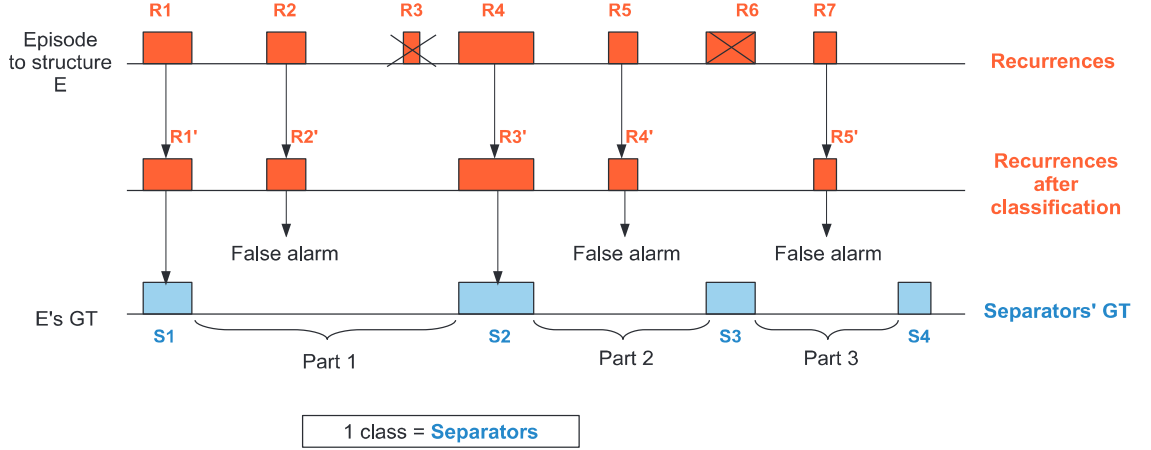 R1 R2 R3 R4 R5 R6 R7
Episode
to structure
E
Recurrences
R1' R2' R3' R4' R5'
Recurrences
after
classification
False alarm False alarm False alarm
E's GT
Separators' GT
S1 S2 S3 S4
Part 1 Part 2 Part 3
1 class = Separators